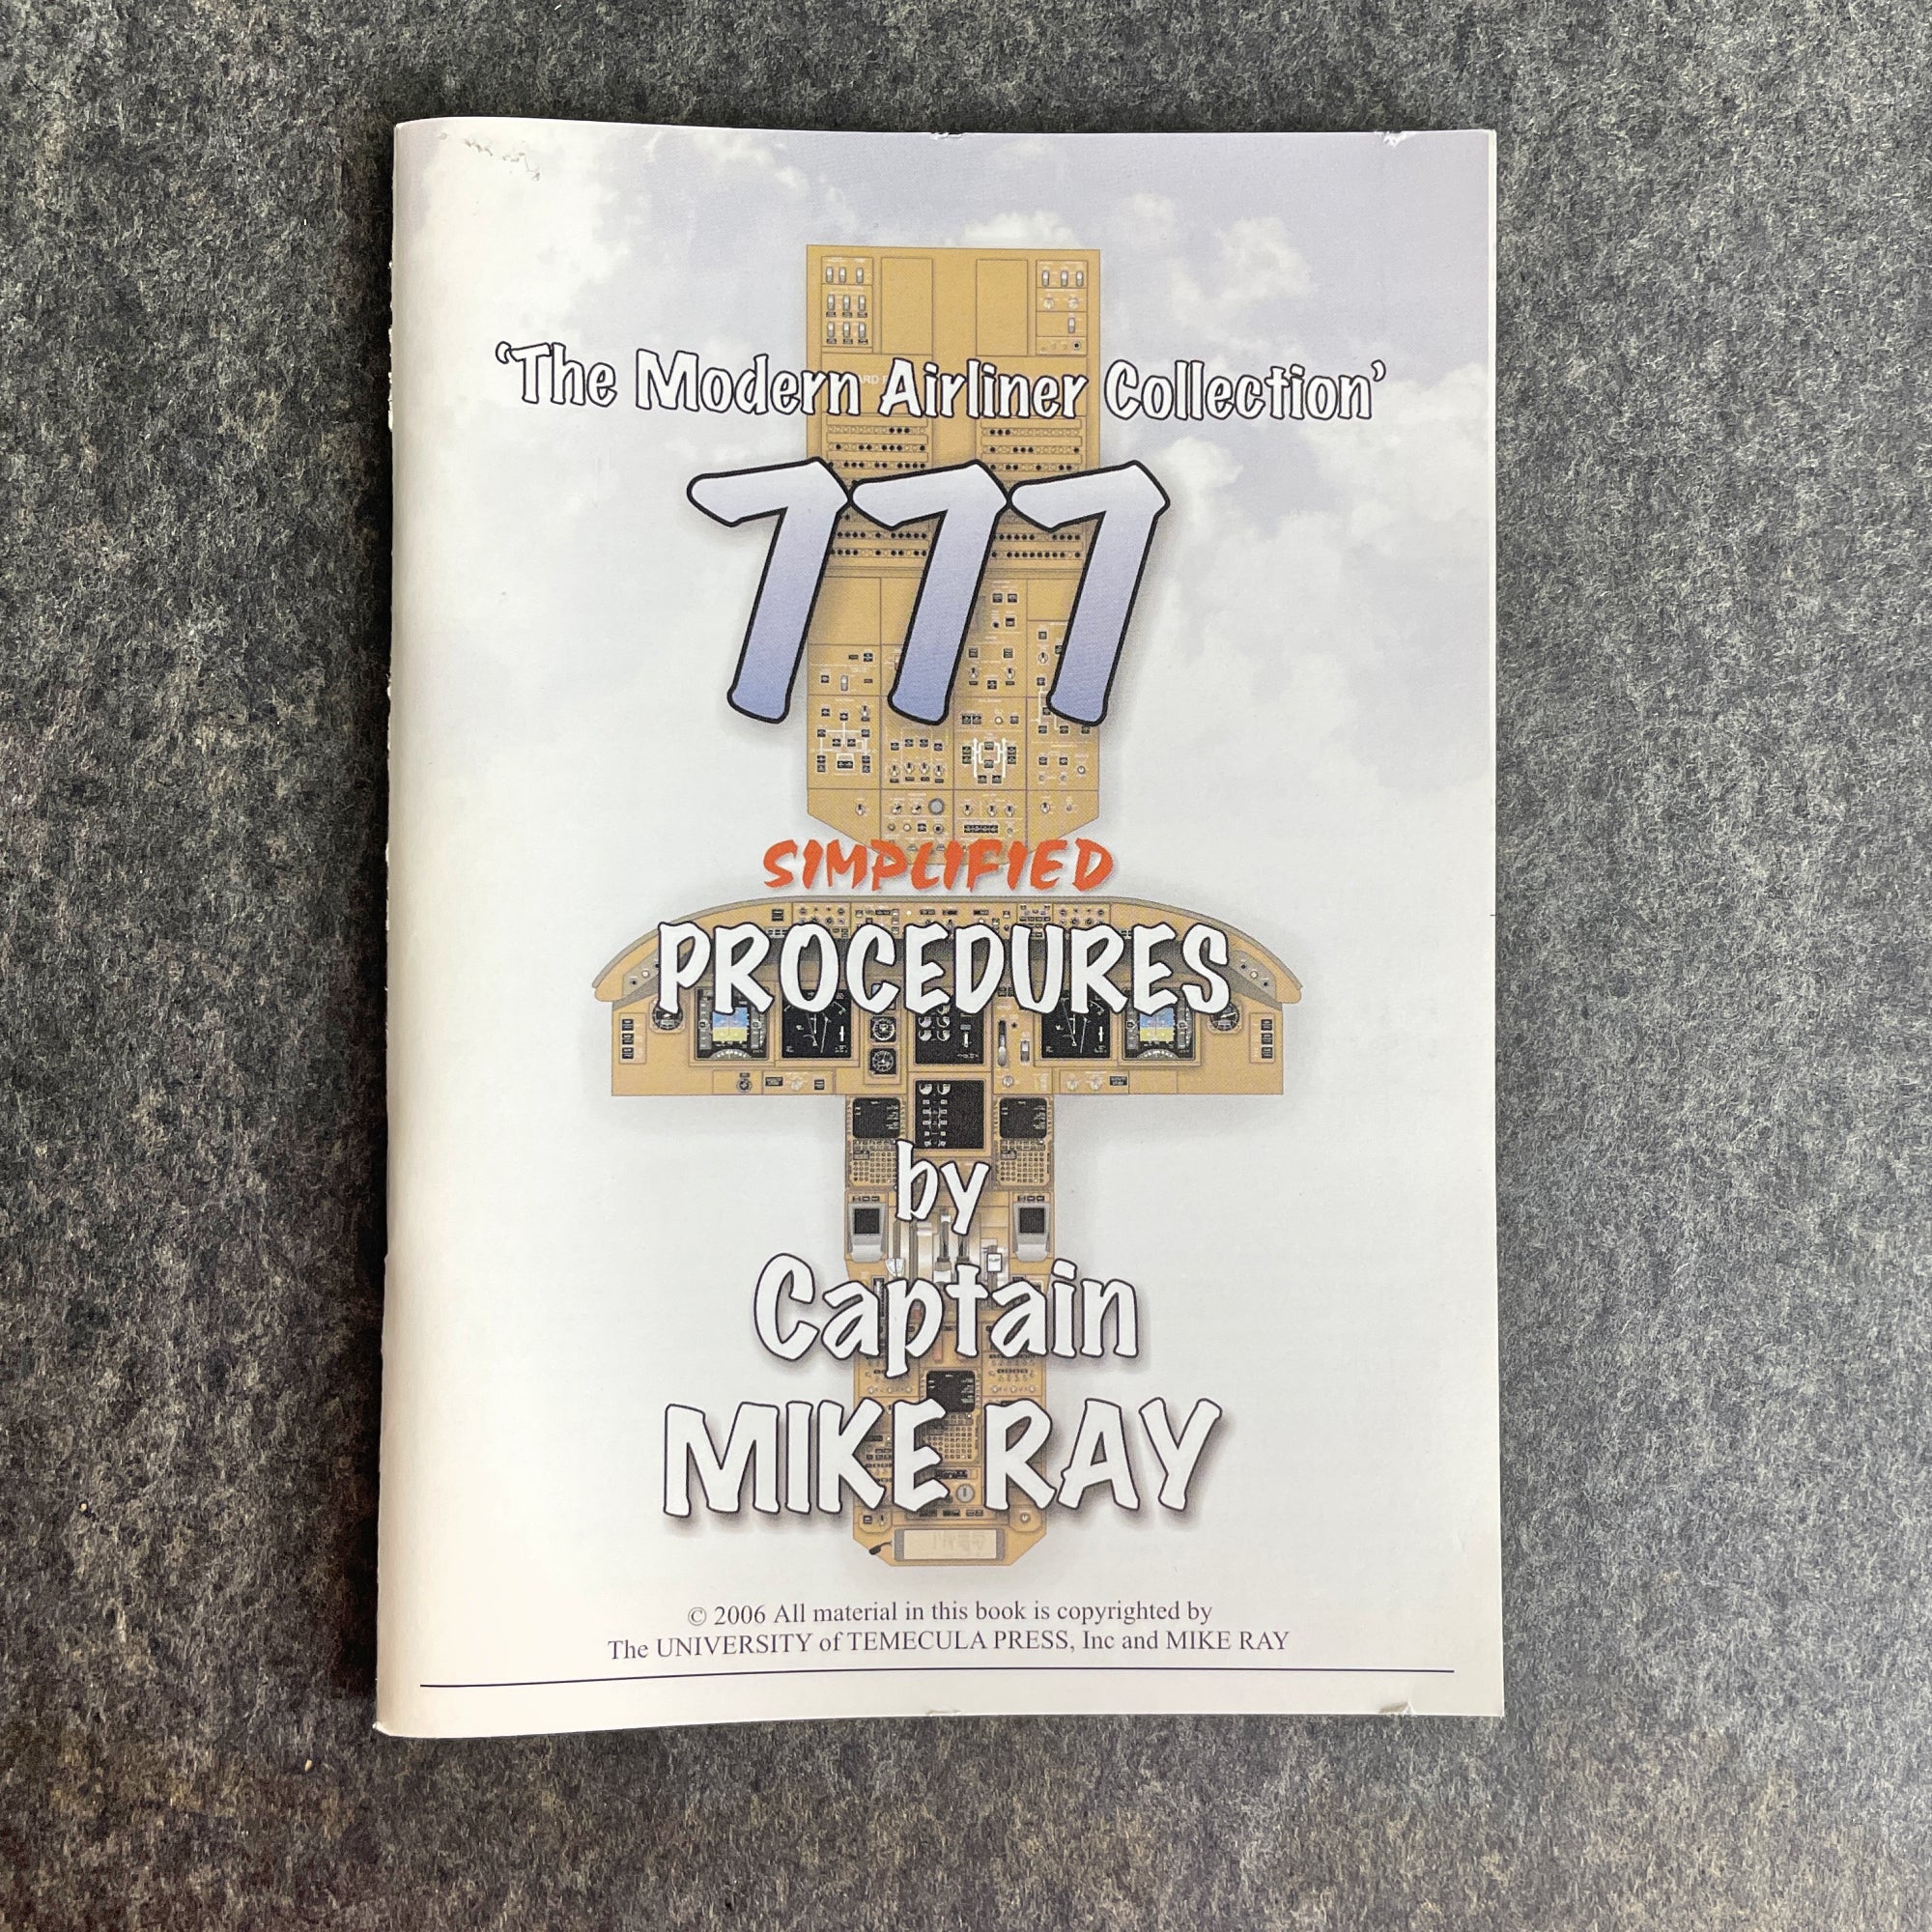 ‘The Modern Airliner Collection’
777
SIMPLIFIED
PROCEDURES
by
Captain
MIKE RAY
© 2006 All material in this book is copyrighted by
The UNIVERSITY of TEMECULA PRESS, Inc and MIKE RAY